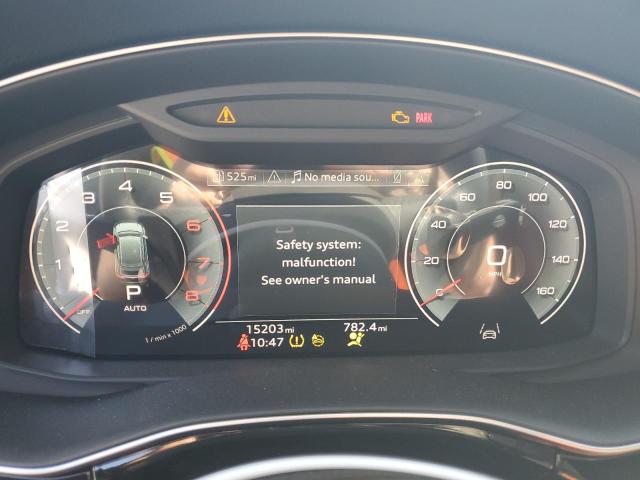 PARK
525mi
No media sou...
Safety system:
malfunction!
See owner's manual
1
2
3
4
5
6
7
8
OFF
P
AUTO
1 / min x 1000
0
20
40
60
80
100
120
140
160
0
MPH
15203mi
782.4mi
10:47